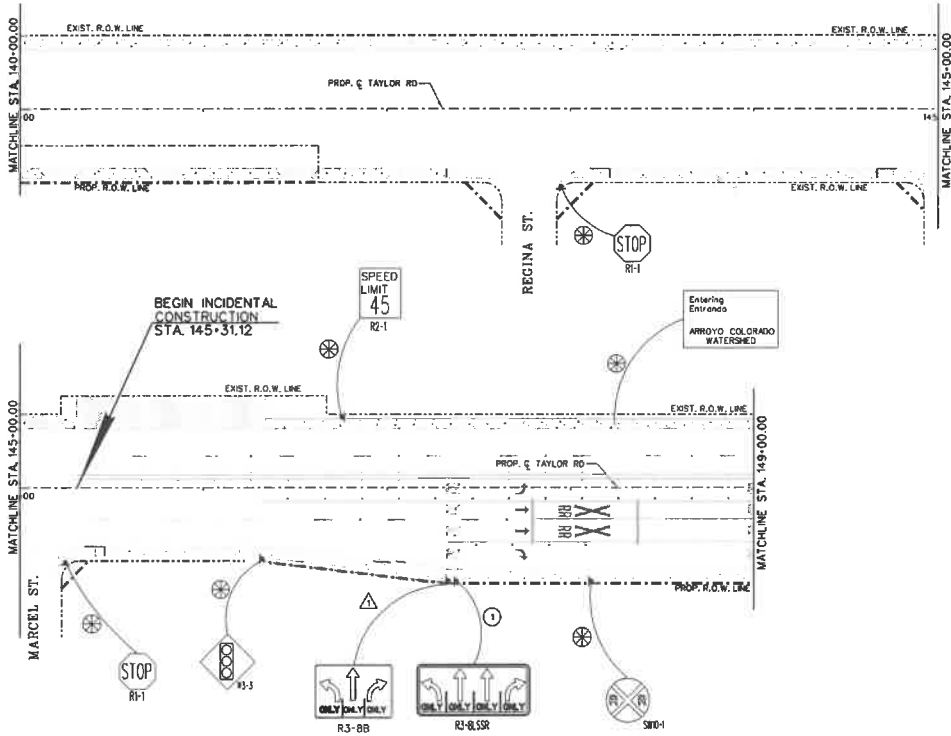 MATCHLINE STA. 140+00.00
EXIST. R.O.W. LINE
EXIST. R.O.W. LINE
MATCHLINE STA. 145+00.00
PROP. ℄ TAYLOR RD
00
145
PROP. R.O.W. LINE
EXIST. R.O.W. LINE
REGINA ST.
STOP
R1-1
BEGIN INCIDENTAL
CONSTRUCTION
STA. 145+31.12
SPEED
LIMIT
45
R2-1
Entering
Entrando
ARROYO COLORADO
WATERSHED
MATCHLINE STA. 145+00.00
EXIST. R.O.W. LINE
EXIST. R.O.W. LINE
MATCHLINE STA. 149+00.00
PROP. ℄ TAYLOR RD
00
RR
RR
PROP. R.O.W. LINE
MARCEL ST.
1
1
STOP
R1-1
W3-3
ONLY ONLY ONLY
R3-8B
ONLY ONLY
R3-8LSSR